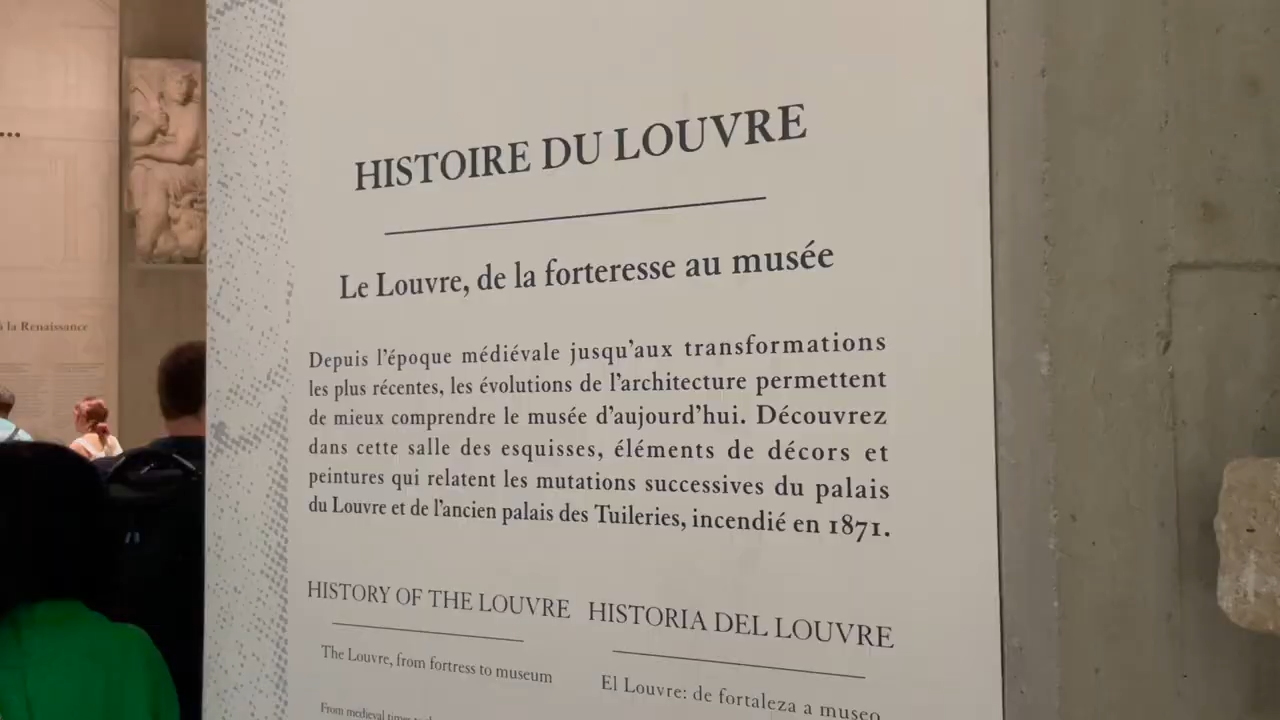 à la Renaissance
HISTOIRE DU LOUVRE
Le Louvre, de la forteresse au musée
Depuis l'époque médiévale jusqu'aux transformations
les plus récentes, les évolutions de l'architecture permettent
de mieux comprendre le musée d'aujourd'hui. Découvrez
dans cette salle des esquisses, éléments de décors et
peintures qui relatent les mutations successives du palais
du Louvre et de l'ancien palais des Tuileries, incendié en 1871.
HISTORY OF THE LOUVRE
The Louvre, from fortress to museum
From medieval
HISTORIA DEL LOUVRE
El Louvre: de fortaleza a museo